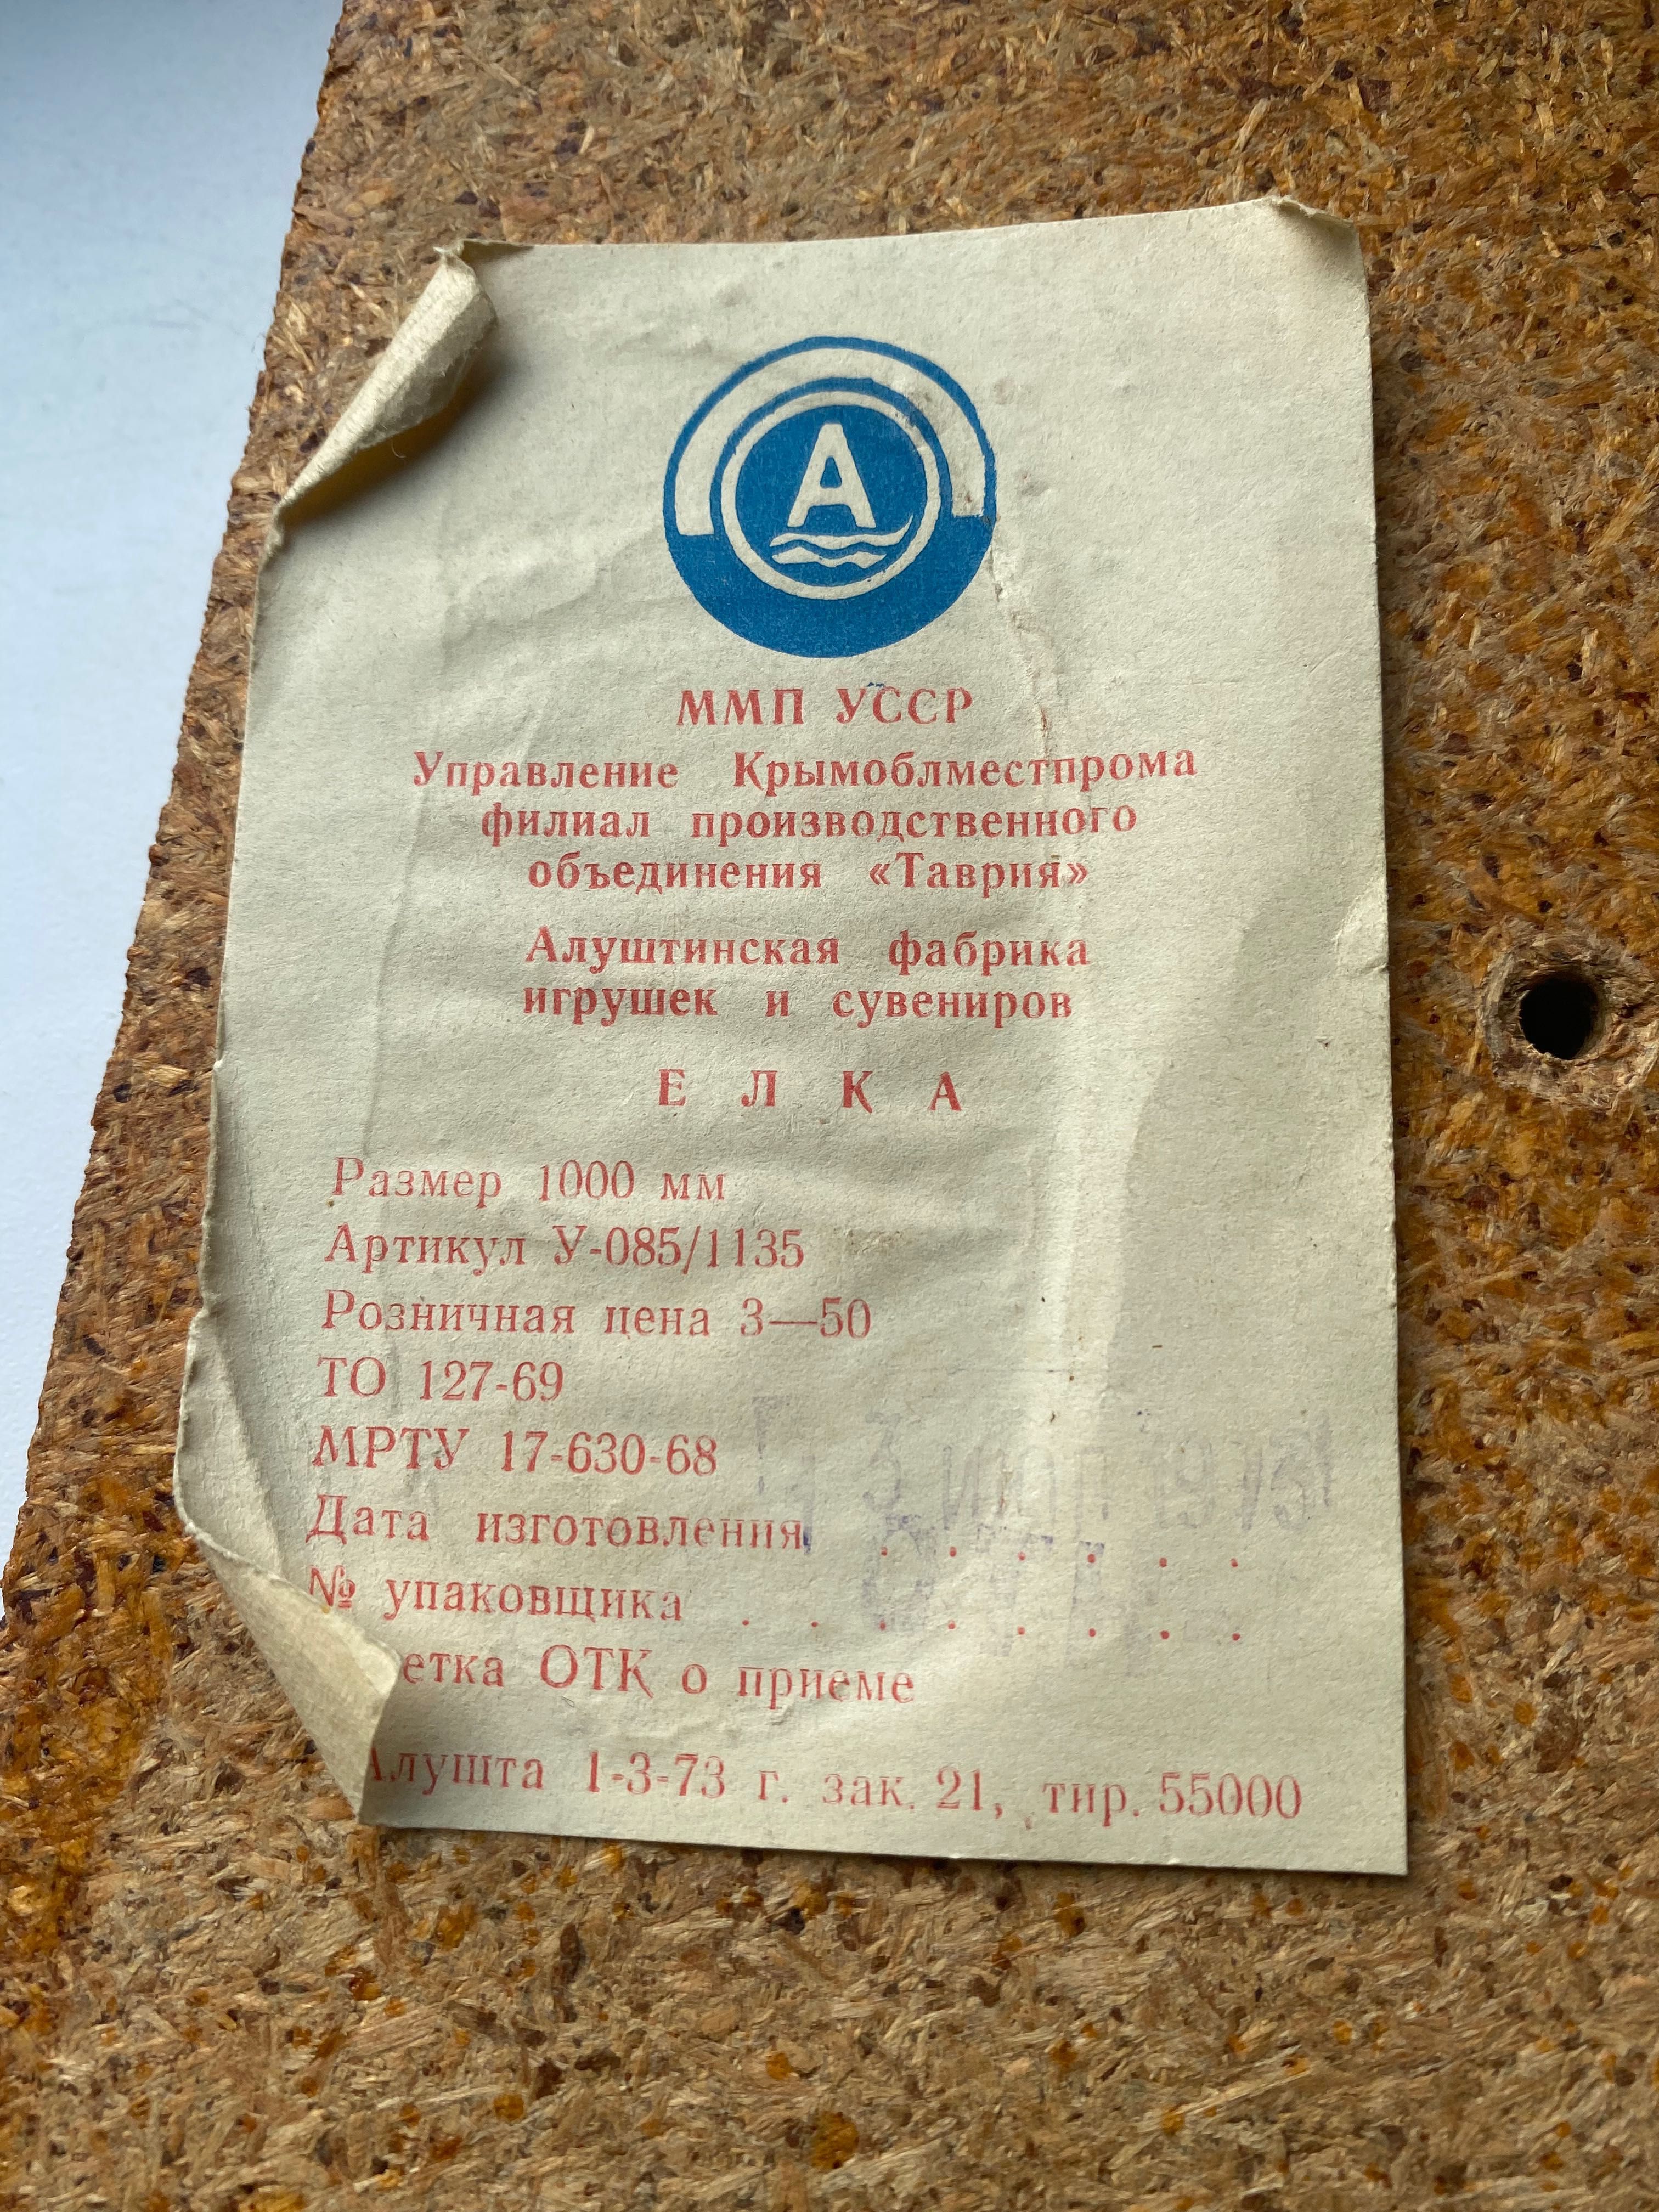 А
ММП УССР
Управление Крымоблместпрома
филиал производственного
объединения «Таврия»
Алуштинская фабрика
игрушек и сувениров
Е Л К А
Размер 1000 мм
Артикул У-085/1135
Розничная цена 3—50
ТО 127-69
МРТУ 17-630-68
Дата изготовления . . . . . .
№ упаковщика . . . . . . . .
етка ОТК о приеме
Алушта 1-3-73 г. зак. 21, тир. 55000